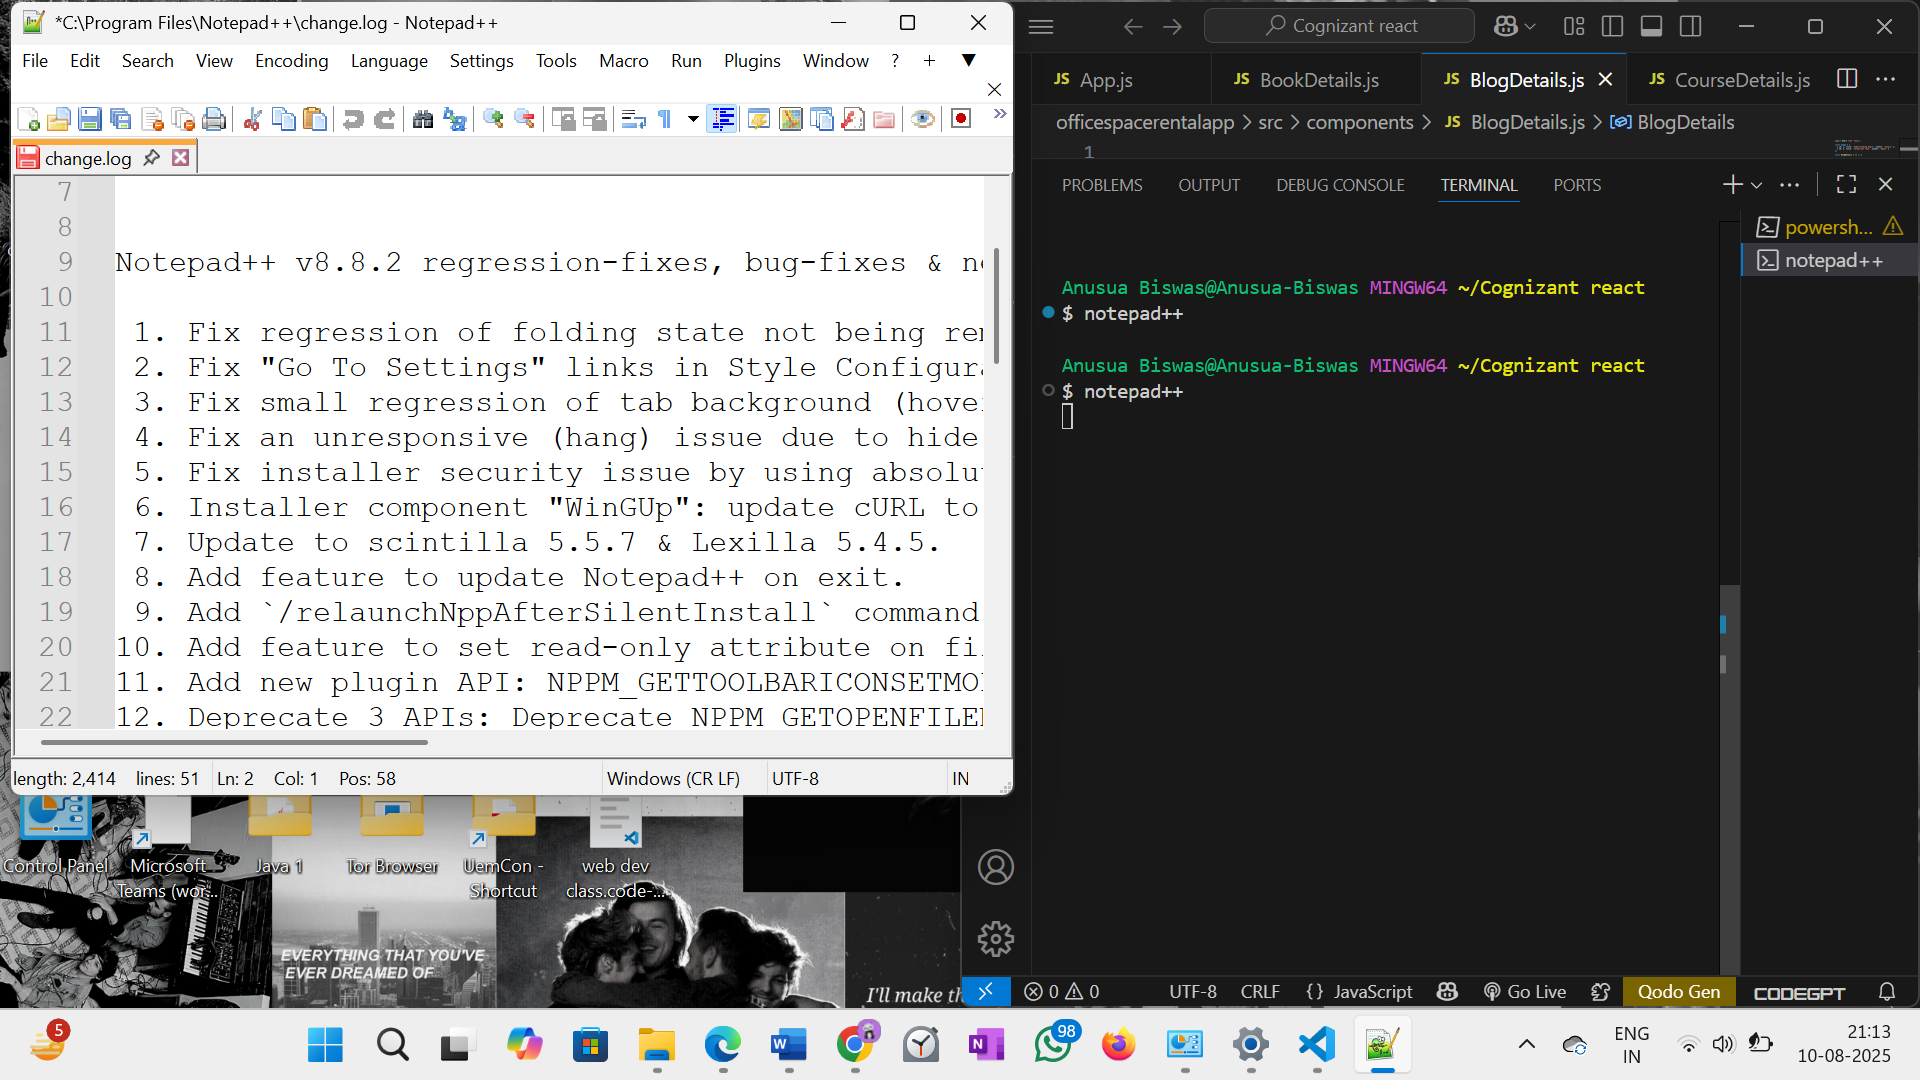 *C:\Program Files\Notepad++\change.log - Notepad++
File Edit Search View Encoding Language Settings Tools Macro Run Plugins Window ? +
change.log
7
8
9 Notepad++ v8.8.2 regression-fixes, bug-fixes &
10
11 1. Fix regression of folding state not being
12 2. Fix "Go To Settings" links in Style
13 3. Fix small regression of tab background
14 4. Fix an unresponsive (hang) issue due to hide
15 5. Fix installer security issue by using
16 6. Installer component "WinGUp": update cURL to
17 7. Update to scintilla 5.5.7 & Lexilla 5.4.5.
18 8. Add feature to update Notepad++ on exit.
19 9. Add `/relaunchNppAfterSilentInstall` command
20 10. Add feature to set read-only attribute on
21 11. Add new plugin API:
22 12. Deprecate 3 APIs: Deprecate
length: 2,414 lines: 51 Ln: 2 Col: 1 Pos: 58 Windows (CR LF) UTF-8 IN
Cognizant react
JS App.js JS BookDetails.js JS BlogDetails.js JS CourseDetails.js
officespacerentalapp > src > components > JS BlogDetails.js > BlogDetails
1
PROBLEMS OUTPUT DEBUG CONSOLE TERMINAL PORTS
powersh...
notepad++
Anusua Biswas@Anusua-Biswas MINGW64 ~/Cognizant react
$ notepad++
Anusua Biswas@Anusua-Biswas MINGW64 ~/Cognizant react
$ notepad++
0 0 UTF-8 CRLF {} JavaScript Go Live Qodo Gen CODEGPT
Control Panel
Microsoft Teams (wor...
Java 1
Tor Browser
UemCon - Shortcut
web dev class.code-...
EVERYTHING THAT YOU'VE
EVER DREAMED OF
I'll make
5
98
ENG
IN
21:13
10-08-2025